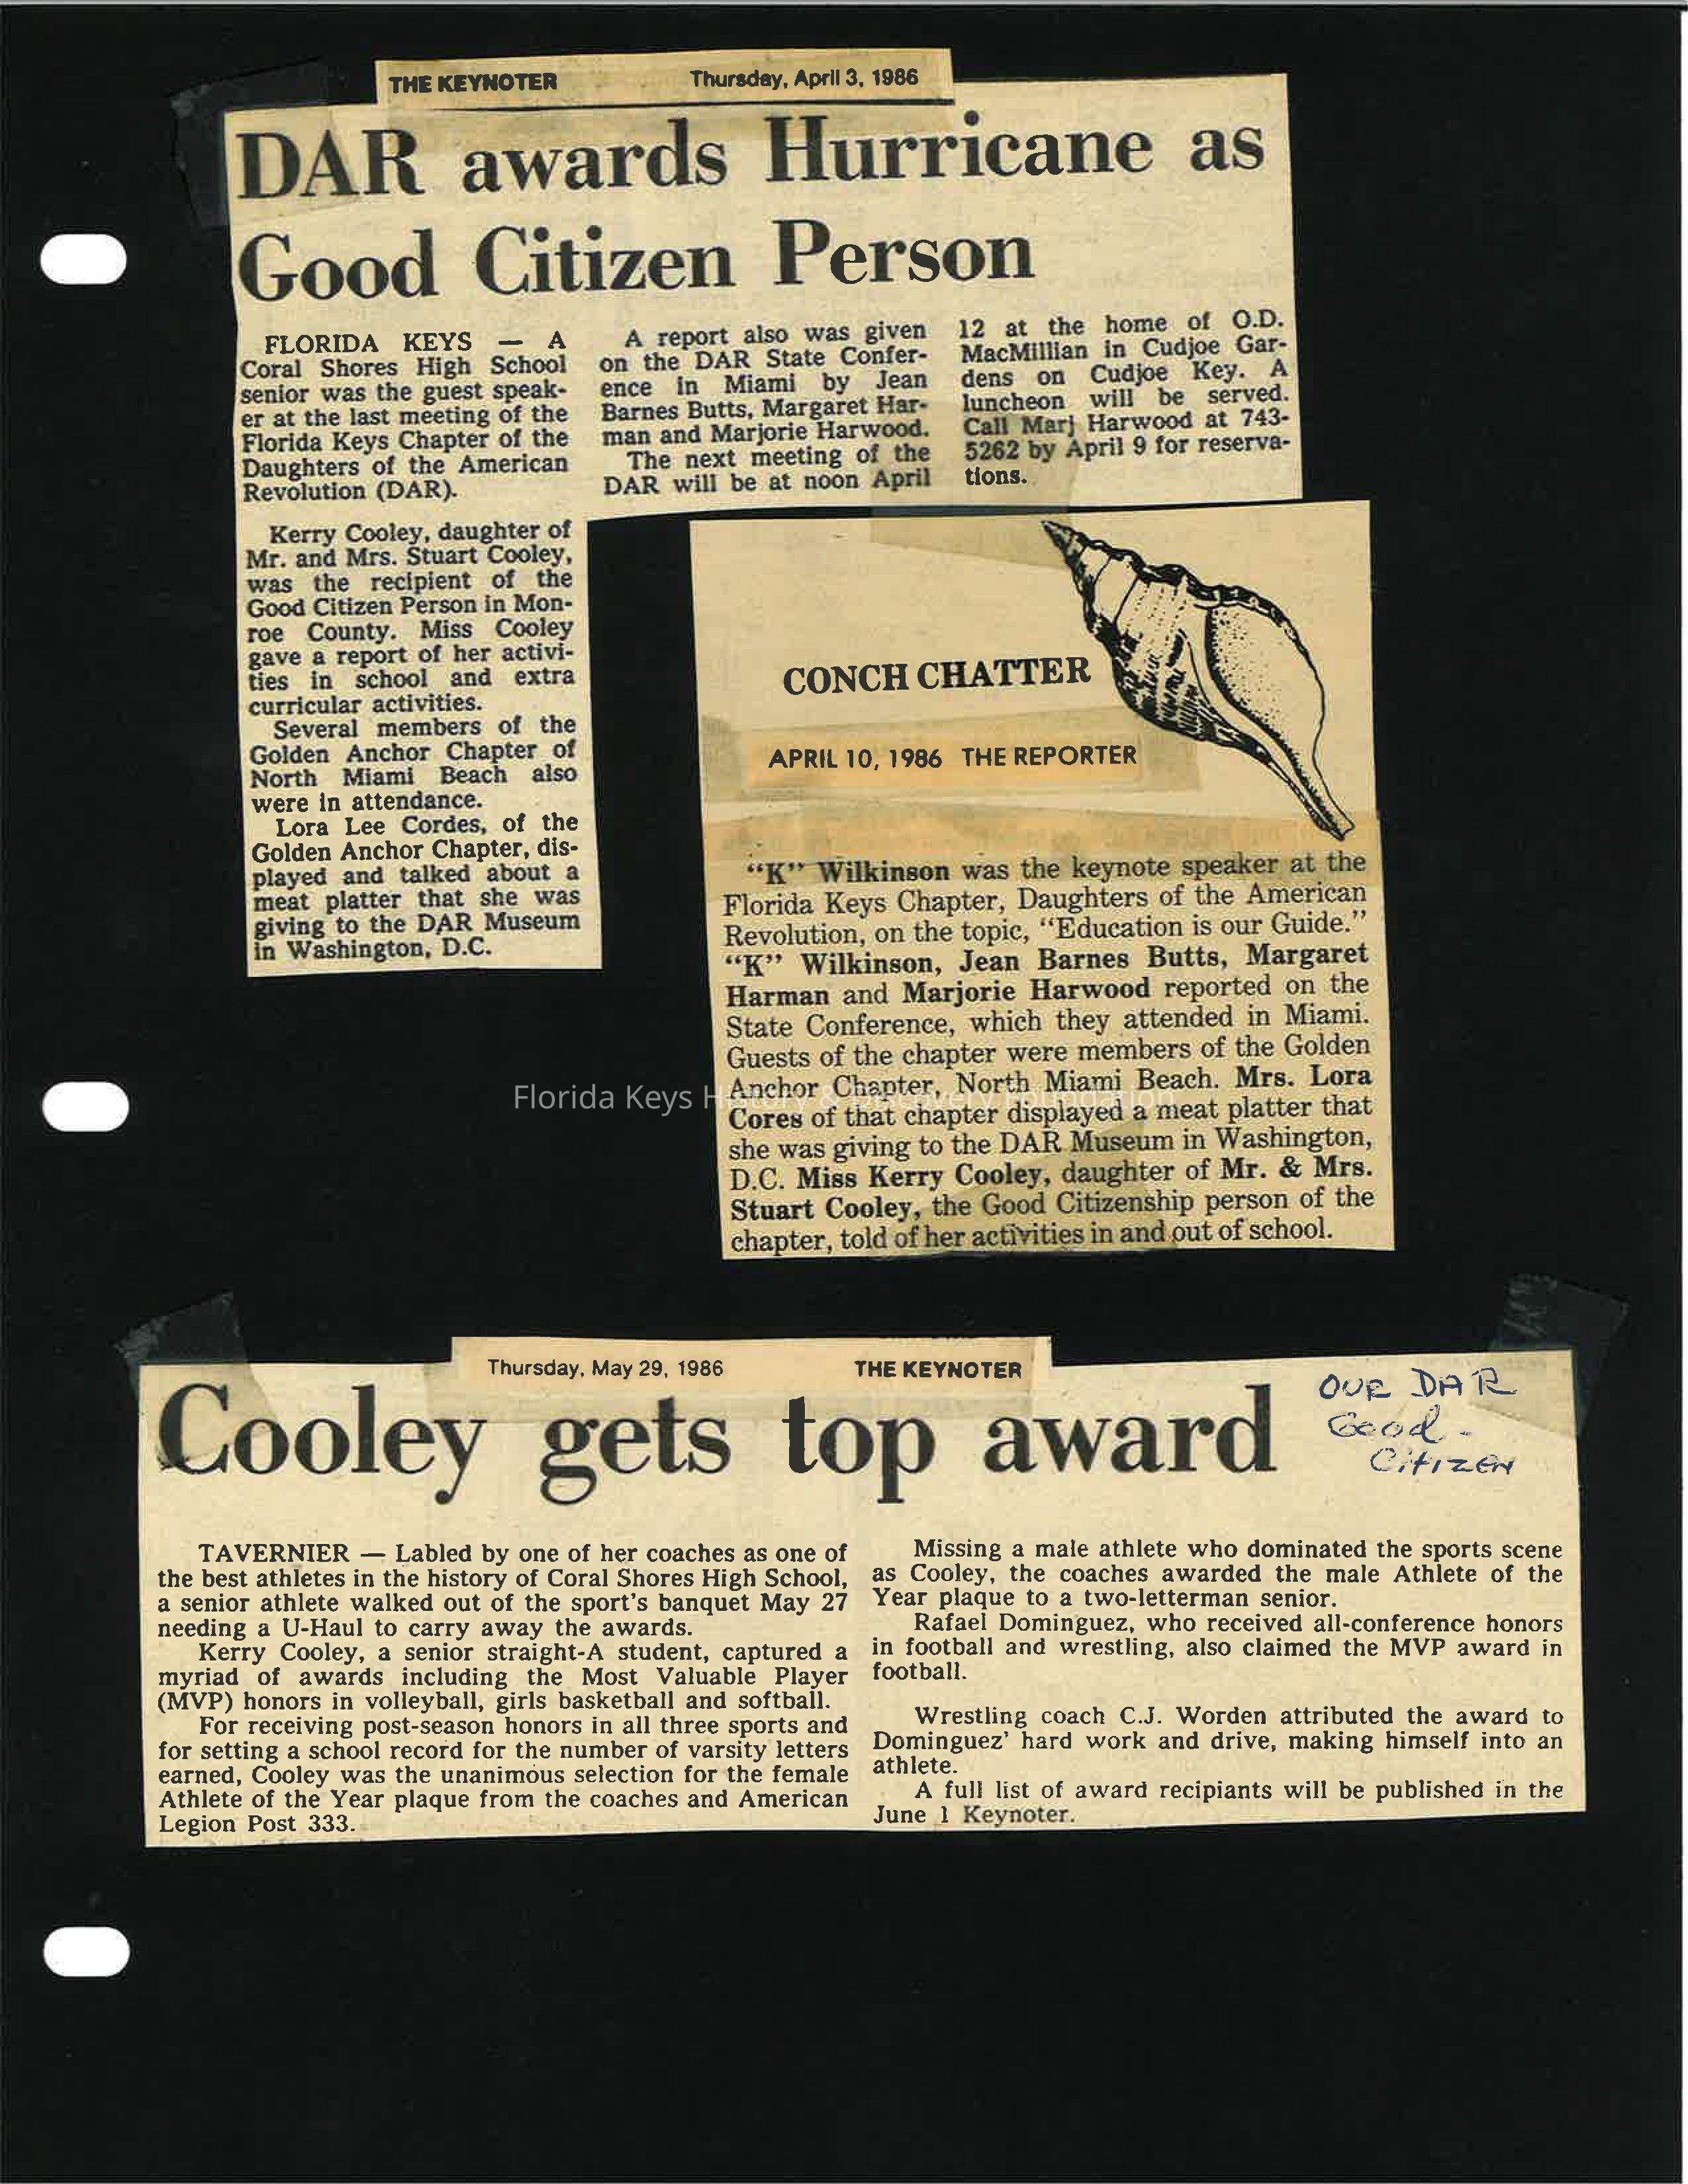 THE KEYNOTER Thursday, April 3, 1986
DAR awards Hurricane as
Good Citizen Person
FLORIDA KEYS — A
Coral Shores High School
senior was the guest speak-
er at the last meeting of the
Florida Keys Chapter of the
Daughters of the American
Revolution (DAR).
Kerry Cooley, daughter of
Mr. and Mrs. Stuart Cooley,
was the recipient of the
Good Citizen Person in Mon-
roe County. Miss Cooley
gave a report of her activi-
ties in school and extra
curricular activities.
Several members of the
Golden Anchor Chapter of
North Miami Beach also
were in attendance.
Lora Lee Cordes, of the
Golden Anchor Chapter, dis-
played and talked about a
meat platter that she was
giving to the DAR Museum
in Washington, D.C.
A report also was given
on the DAR State Confer-
ence in Miami by Jean
Barnes Butts, Margaret Har-
man and Marjorie Harwood.
The next meeting of the
DAR will be at noon April
12 at the home of O.D.
MacMillian in Cudjoe Gar-
dens on Cudjoe Key. A
luncheon will be served.
Call Marj Harwood at 743-
5262 by April 9 for reserva-
tions.
CONCH CHATTER
APRIL 10, 1986 THE REPORTER
"K" Wilkinson was the keynote speaker at the
Florida Keys Chapter, Daughters of the American
Revolution, on the topic, "Education is our Guide."
"K" Wilkinson, Jean Barnes Butts, Margaret
Harman and Marjorie Harwood reported on the
State Conference, which they attended in Miami.
Guests of the chapter were members of the Golden
Anchor Chapter, North Miami Beach. Mrs. Lora
Cores of that chapter displayed a meat platter that
she was giving to the DAR Museum in Washington,
D.C. Miss Kerry Cooley, daughter of Mr. & Mrs.
Stuart Cooley, the Good Citizenship person of the
chapter, told of her activities in and out of school.
Florida Keys History & Discovery Foundation
Thursday, May 29, 1986 THE KEYNOTER
Cooley gets top award
OUR DAR
Good -
Citizen
TAVERNIER — Labled by one of her coaches as one of
the best athletes in the history of Coral Shores High School,
a senior athlete walked out of the sport's banquet May 27
needing a U-Haul to carry away the awards.
Kerry Cooley, a senior straight-A student, captured a
myriad of awards including the Most Valuable Player
(MVP) honors in volleyball, girls basketball and softball.
For receiving post-season honors in all three sports and
for setting a school record for the number of varsity letters
earned, Cooley was the unanimous selection for the female
Athlete of the Year plaque from the coaches and American
Legion Post 333.
Missing a male athlete who dominated the sports scene
as Cooley, the coaches awarded the male Athlete of the
Year plaque to a two-letterman senior.
Rafael Dominguez, who received all-conference honors
in football and wrestling, also claimed the MVP award in
football.
Wrestling coach C.J. Worden attributed the award to
Dominguez' hard work and drive, making himself into an
athlete.
A full list of award recipiants will be published in the
June 1 Keynoter.